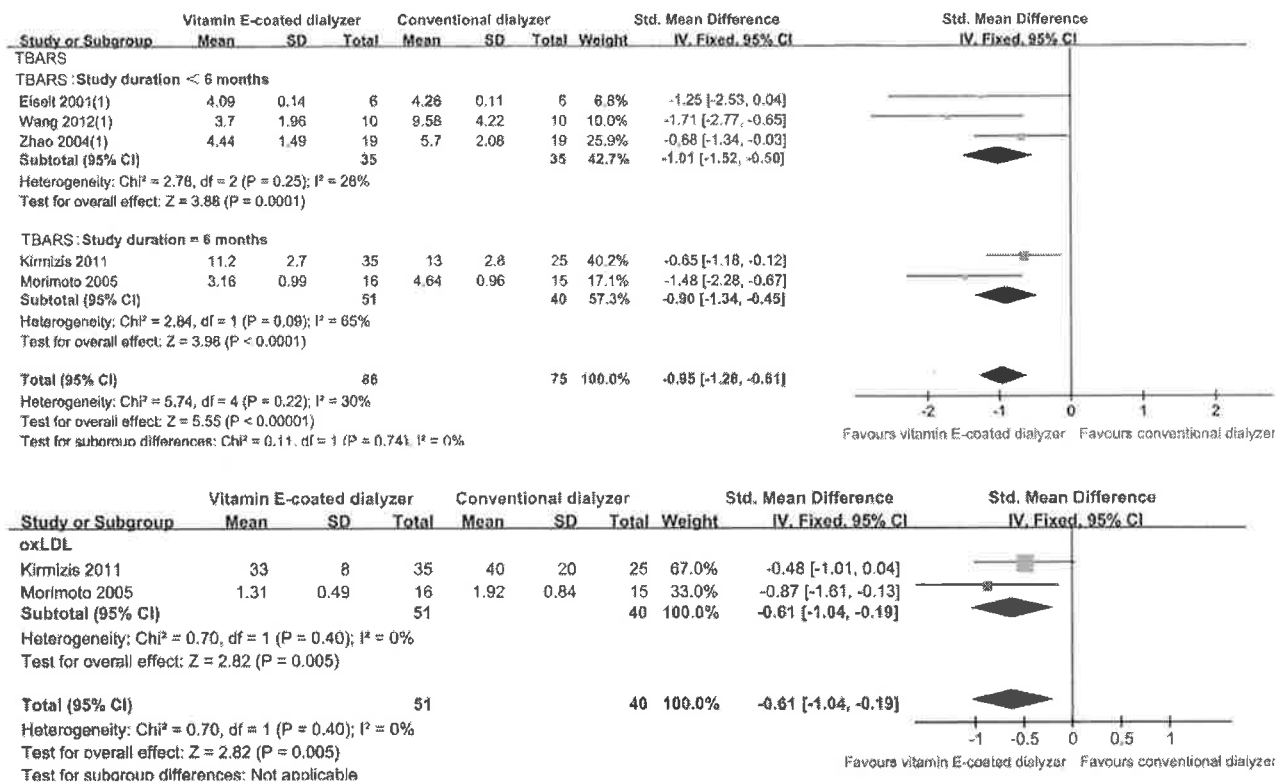 Vitamin E-coated dialyzer Conventional dialyzer Std. Mean Difference Std. Mean Difference
Study or Subgroup Mean SD Total Mean SD Total Weight IV, Fixed, 95% CI IV, Fixed, 95% CI
TBARS
TBARS : Study duration < 6 months
Eiselt 2001(1) 4.09 0.14 6 4.26 0.11 6 6.8% -1.25 [-2.53, 0.04]
Wang 2012(1) 3.7 1.96 10 9.58 4.22 10 10.0% -1.71 [-2.77, -0.65]
Zhao 2004(1) 4.44 1.49 19 5.7 2.08 19 25.9% -0.68 [-1.34, -0.03]
Subtotal (95% CI) 35 35 42.7% -1.01 [-1.52, -0.50]
Heterogeneity: Chi² = 2.78, df = 2 (P = 0.25); I² = 28%
Test for overall effect: Z = 3.88 (P = 0.0001)
TBARS : Study duration = 6 months
Kirmizis 2011 11.2 2.7 35 13 2.8 25 40.2% -0.65 [-1.18, -0.12]
Morimoto 2005 3.16 0.99 16 4.64 0.96 15 17.1% -1.48 [-2.28, -0.67]
Subtotal (95% CI) 51 40 57.3% -0.90 [-1.34, -0.45]
Heterogeneity: Chi² = 2.84, df = 1 (P = 0.09); I² = 65%
Test for overall effect: Z = 3.98 (P < 0.0001)
Total (95% CI) 86 75 100.0% -0.95 [-1.28, -0.61]
Heterogeneity: Chi² = 5.74, df = 4 (P = 0.22); I² = 30%
Test for overall effect: Z = 5.55 (P < 0.00001)
Test for subgroup differences: Chi² = 0.11, df = 1 (P = 0.74), I² = 0%
-2 -1 0 1 2
Favours vitamin E-coated dialyzer Favours conventional dialyzer
Vitamin E-coated dialyzer Conventional dialyzer Std. Mean Difference Std. Mean Difference
Study or Subgroup Mean SD Total Mean SD Total Weight IV, Fixed, 95% CI IV, Fixed, 95% CI
oxLDL
Kirmizis 2011 33 8 35 40 20 25 67.0% -0.48 [-1.01, 0.04]
Morimoto 2005 1.31 0.49 16 1.92 0.84 15 33.0% -0.87 [-1.61, -0.13]
Subtotal (95% CI) 51 40 100.0% -0.61 [-1.04, -0.19]
Heterogeneity: Chi² = 0.70, df = 1 (P = 0.40); I² = 0%
Test for overall effect: Z = 2.82 (P = 0.005)
Total (95% CI) 51 40 100.0% -0.61 [-1.04, -0.19]
Heterogeneity: Chi² = 0.70, df = 1 (P = 0.40); I² = 0%
Test for overall effect: Z = 2.82 (P = 0.005)
Test for subgroup differences: Not applicable
-1 -0.5 0 0.5 1
Favours vitamin E-coated dialyzer Favours conventional dialyzer